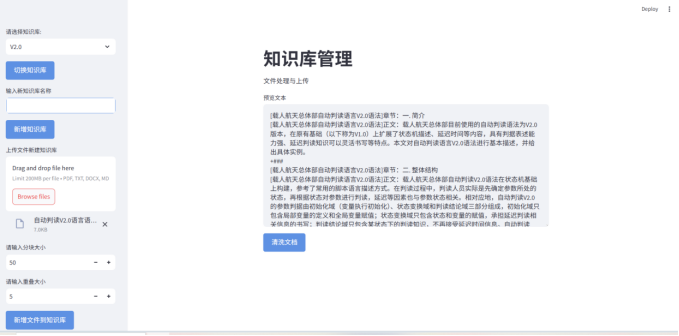 Deploy
请选择知识库:
V2.0
切换知识库
输入新知识库名称
新增知识库
上传文件新建知识库
Drag and drop file here
Limit 200MB per file • PDF, TXT, DOCX, MD
Browse files
自动判读V2.0语言语...
7.0KB
请输入分块大小
50
请输入重叠大小
5
新增文件到知识库
知识库管理
文件处理与上传
预览文本
[载人航天总体部自动判读语言V2.0语法]章节：一. 简介
[载人航天总体部自动判读语言V2.0语法]正文：载人航天总体部目前使用的自动判读语法为V2.0
版本，在原有基础（以下称为V1.0）上扩展了状态机描述、延迟时间等内容，具有判据表述能
力强、延迟判读知识可以灵活书写等特点。本文对自动判读语言V2.0语法进行基本描述，并给
出具体实例。
+###
[载人航天总体部自动判读语言V2.0语法]章节：二. 整体结构
[载人航天总体部自动判读语言V2.0语法]正文：载人航天总体部自动判读V2.0语法在状态机基础
上构建，参考了常用的脚本语言描述方式。在判读过程中，判读人员实际是先确定参数所处的
状态，再根据状态对参数进行判读，延迟等因素也与参数状态相关。相对应地，自动判读V2.0
的参数判据由初始化域（变量执行初始化）、状态变换域和判读结论域三部分组成，初始化域只
包含局部变量的定义和全局变量赋值；状态变换域只包含状态和变量的赋值，承担延迟判读相
关信息的书写；判读结论域只包含某状态下的判读知识，不再接受延迟时间信息。自动判读
清洗文档